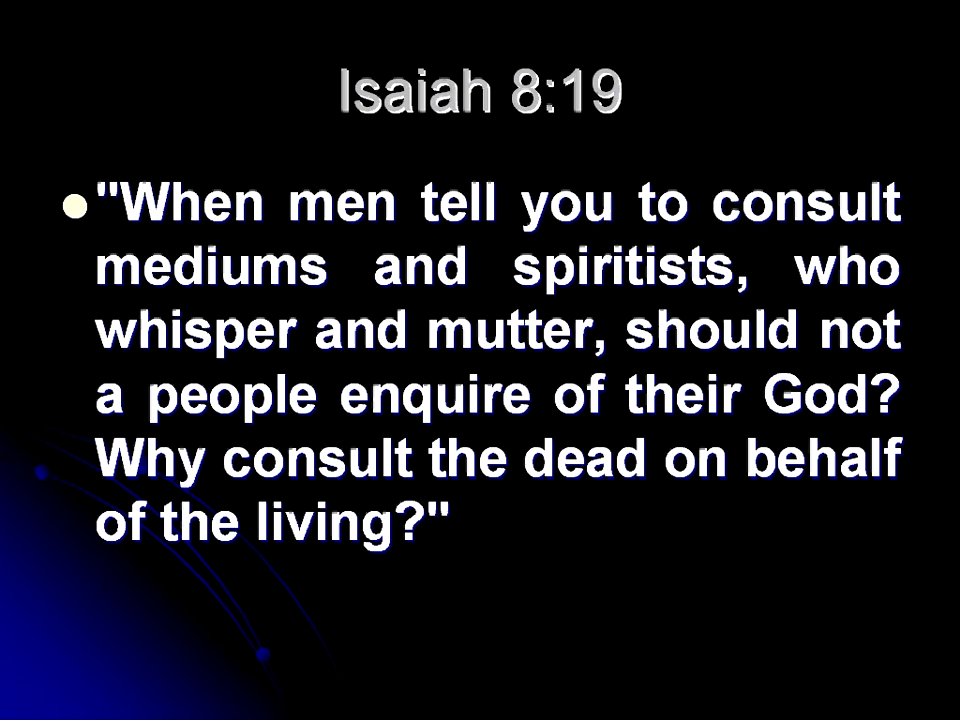 Isaiah 8:19
"When men tell you to consult
mediums and spiritists, who
whisper and mutter, should not
a people enquire of their God?
Why consult the dead on behalf
of the living?"